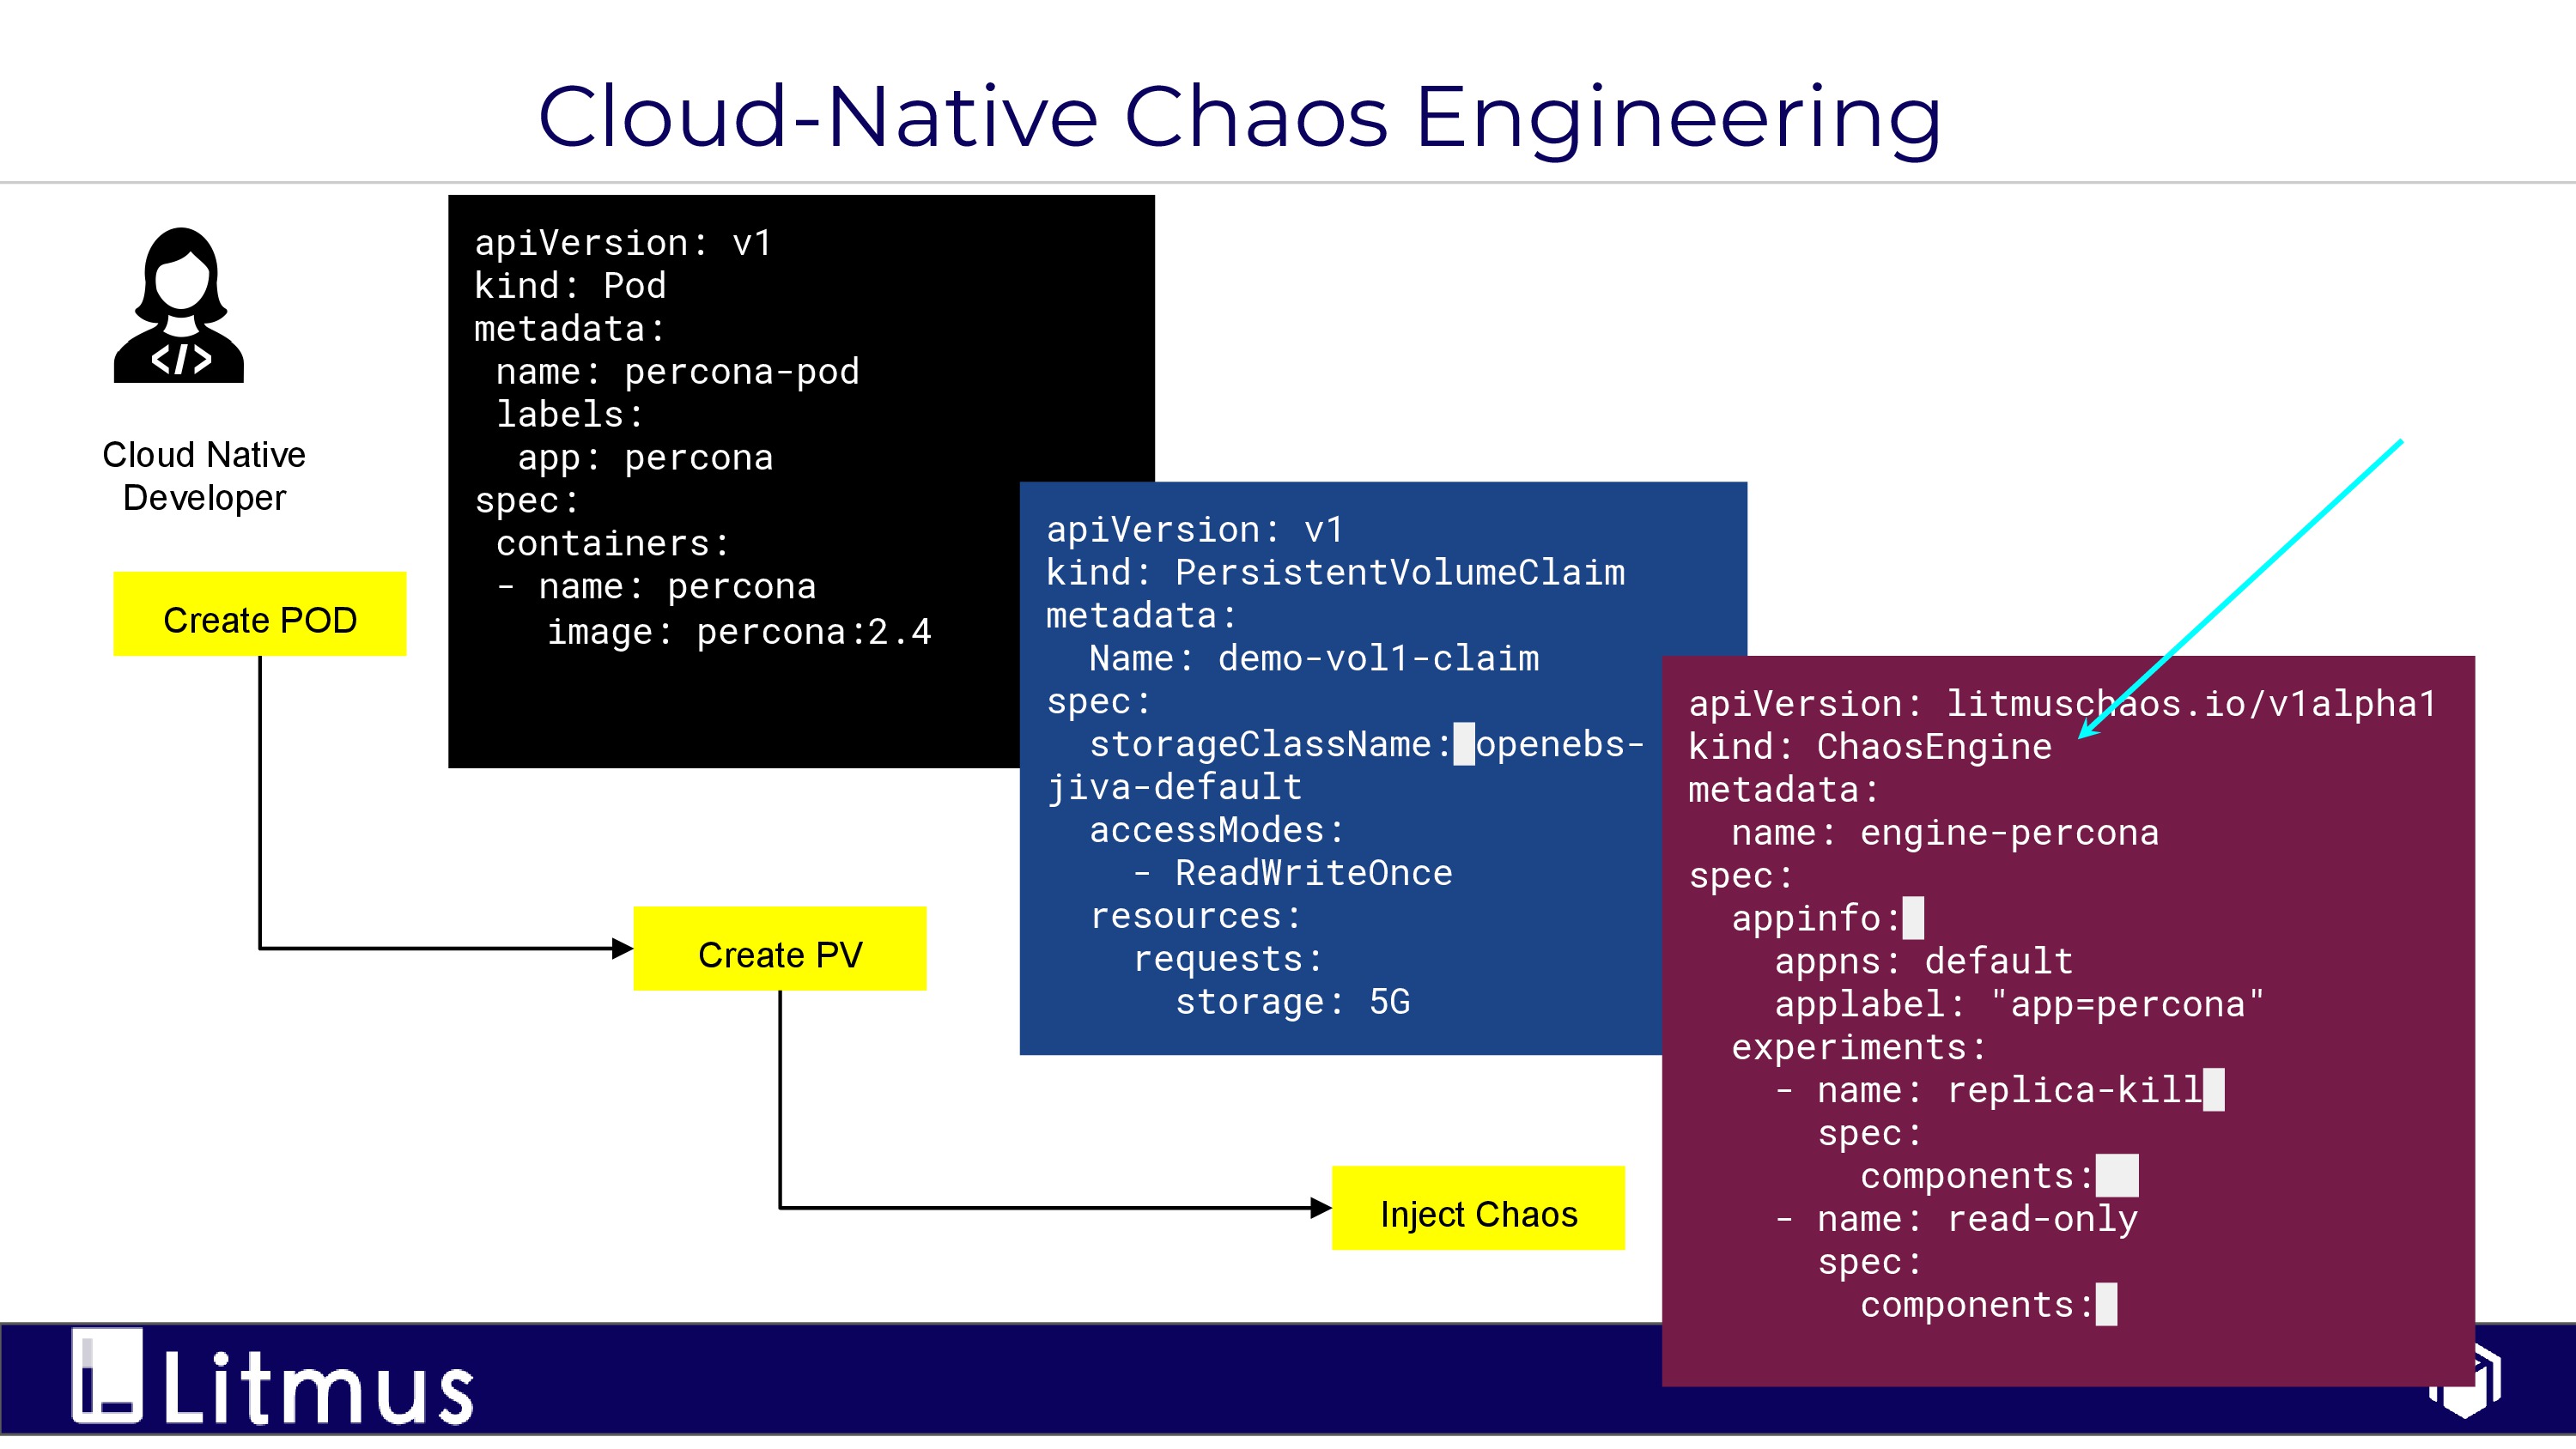 Cloud-Native Chaos Engineering
</>
Cloud Native
Developer
Create POD
apiVersion: v1
kind: Pod
metadata:
 name: percona-pod
 labels:
  app: percona
spec:
 containers:
 - name: percona
   image: percona:2.4
Create PV
apiVersion: v1
kind: PersistentVolumeClaim
metadata:
  Name: demo-vol1-claim
spec:
  storageClassName: openebs-
jiva-default
  accessModes:
    - ReadWriteOnce
  resources:
    requests:
      storage: 5G
Inject Chaos
apiVersion: litmuschaos.io/v1alpha1
kind: ChaosEngine
metadata:
  name: engine-percona
spec:
  appinfo:
    appns: default
    applabel: "app=percona"
  experiments:
    - name: replica-kill
      spec:
        components:
    - name: read-only
      spec:
        components:
Litmus